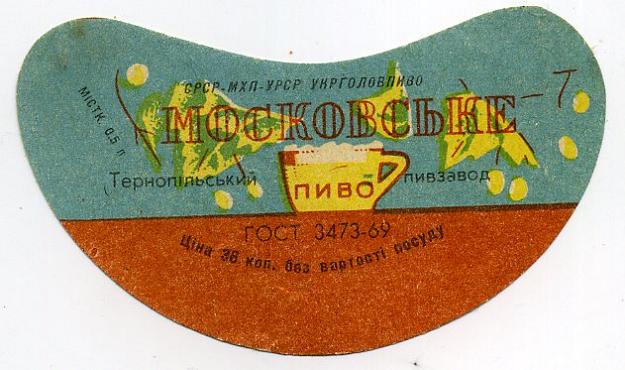 СРСР-МХП-УРСР УКРГОЛОВПИВО
МІСТК. 0,5 л
МОСКОВСЬКЕ
Тернопільський пивзавод
ПИВО
ГОСТ 3473-69
Ціна 36 коп. без вартості посуду